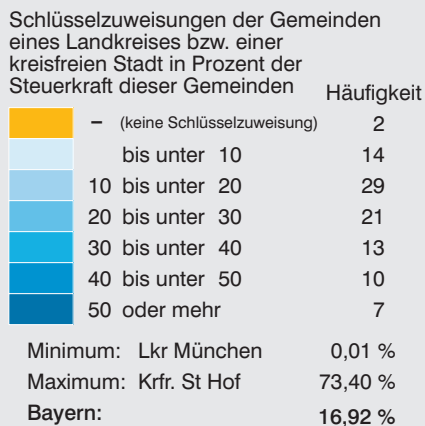 Schlüsselzuweisungen der Gemeinden
eines Landkreises bzw. einer
kreisfreien Stadt in Prozent der
Steuerkraft dieser Gemeinden Häufigkeit
– (keine Schlüsselzuweisung) 2
bis unter 10 14
10 bis unter 20 29
20 bis unter 30 21
30 bis unter 40 13
40 bis unter 50 10
50 oder mehr 7
Minimum: Lkr München 0,01 %
Maximum: Krfr. St Hof 73,40 %
Bayern: 16,92 %